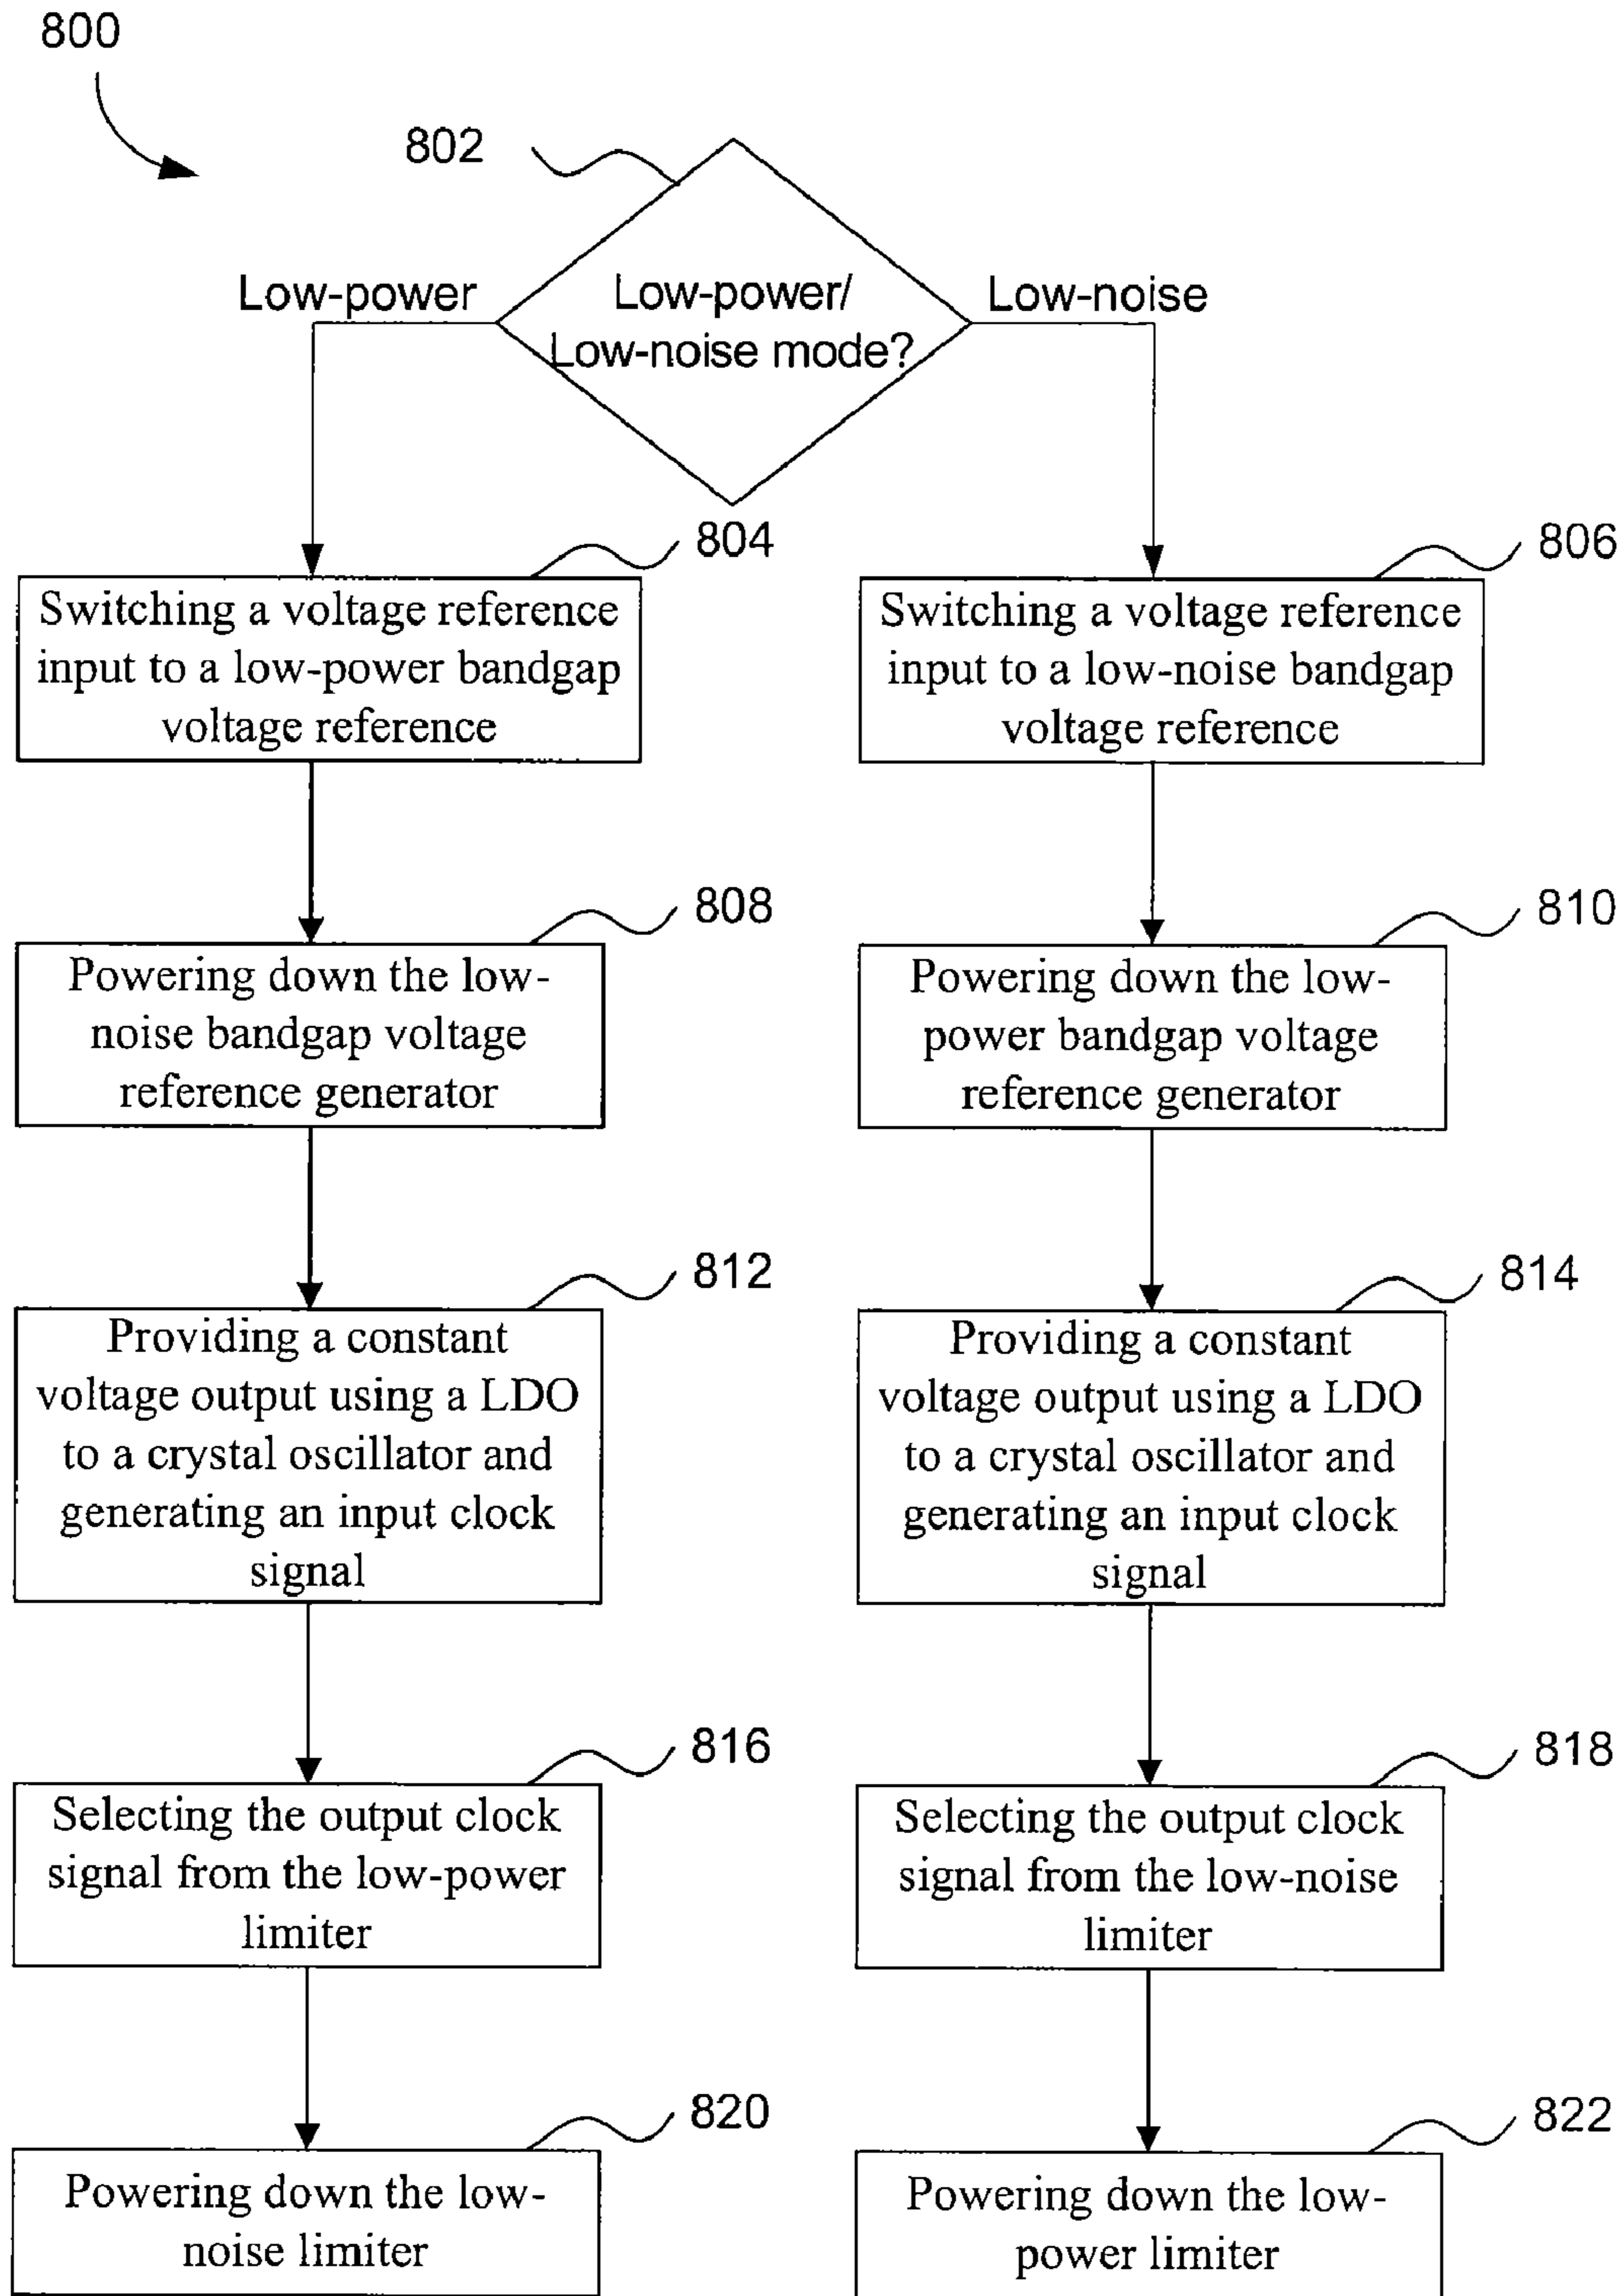 800
802
Low-power
Low-power/
Low-noise mode?
Low-noise
804
Switching a voltage reference
input to a low-power bandgap
voltage reference
806
Switching a voltage reference
input to a low-noise bandgap
voltage reference
808
Powering down the low-
noise bandgap voltage
reference generator
810
Powering down the low-
power bandgap voltage
reference generator
812
Providing a constant
voltage output using a LDO
to a crystal oscillator and
generating an input clock
signal
814
Providing a constant
voltage output using a LDO
to a crystal oscillator and
generating an input clock
signal
816
Selecting the output clock
signal from the low-power
limiter
818
Selecting the output clock
signal from the low-noise
limiter
820
Powering down the low-
noise limiter
822
Powering down the low-
power limiter